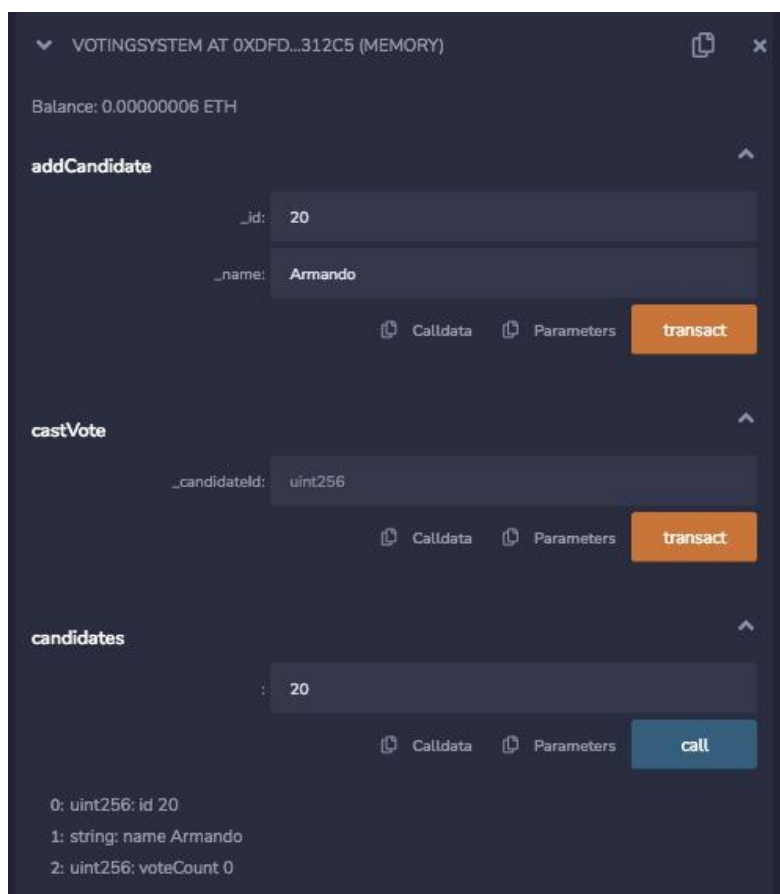 VOTINGSYSTEM AT 0XDFD...312C5 (MEMORY)
Balance: 0.00000006 ETH
addCandidate
_id: 20
_name: Armando
Calldata Parameters transact
castVote
_candidateId: uint256
Calldata Parameters transact
candidates
: 20
Calldata Parameters call
0: uint256: id 20
1: string: name Armando
2: uint256: voteCount 0